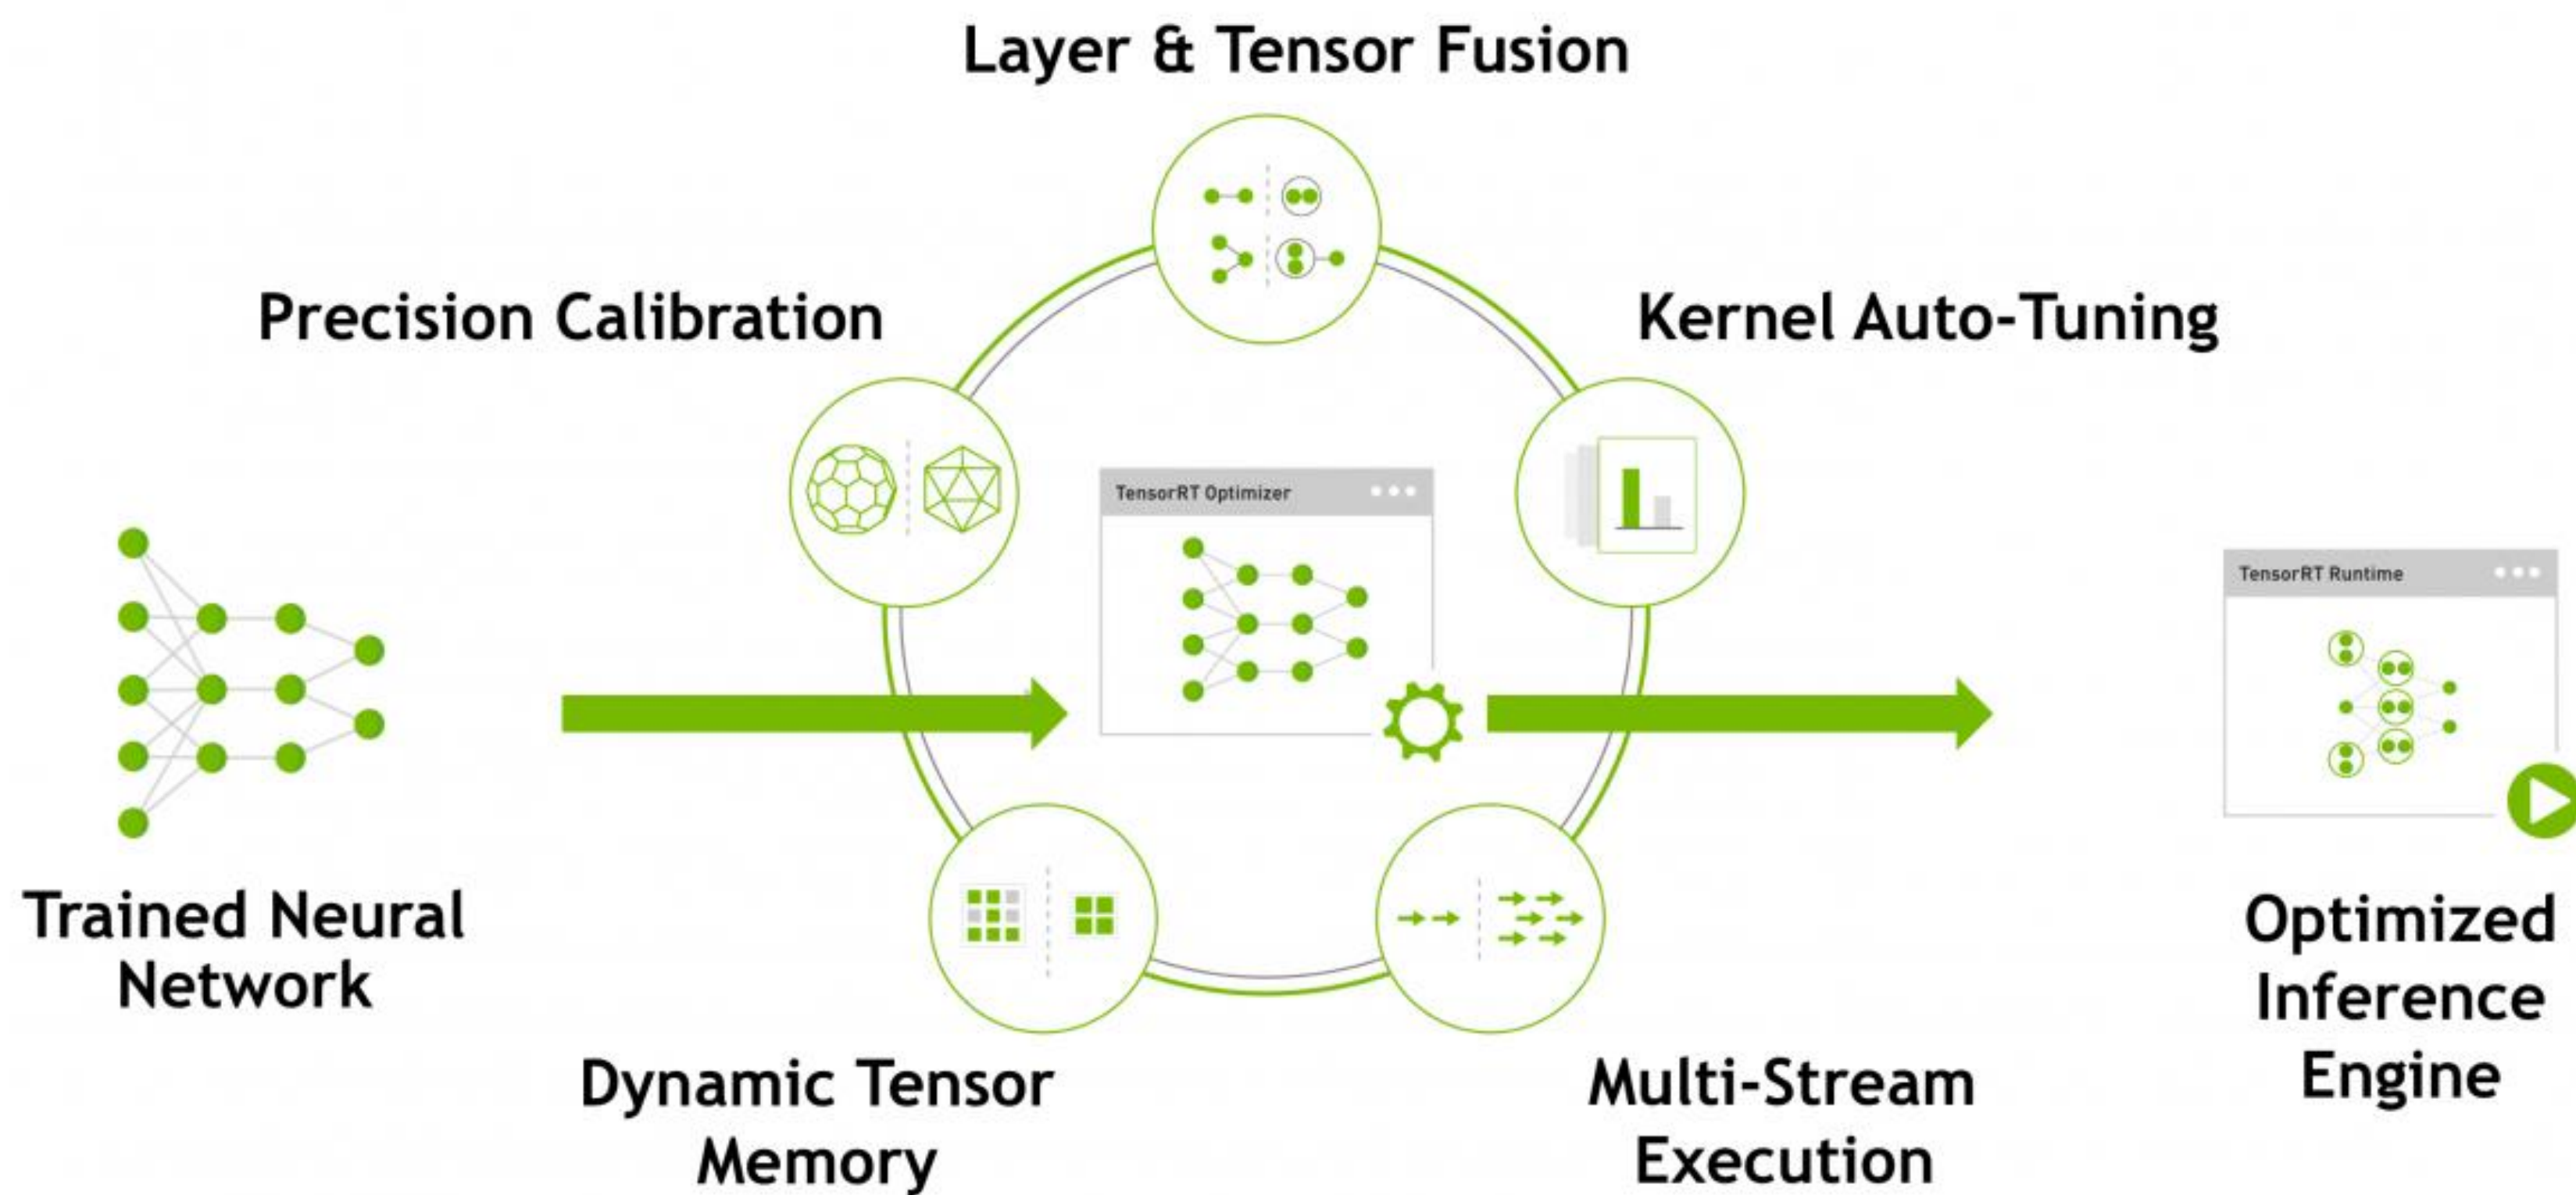 Layer & Tensor Fusion
Precision Calibration
Kernel Auto-Tuning
TensorRT Optimizer
TensorRT Runtime
Trained Neural
Network
Optimized
Inference
Engine
Dynamic Tensor
Memory
Multi-Stream
Execution